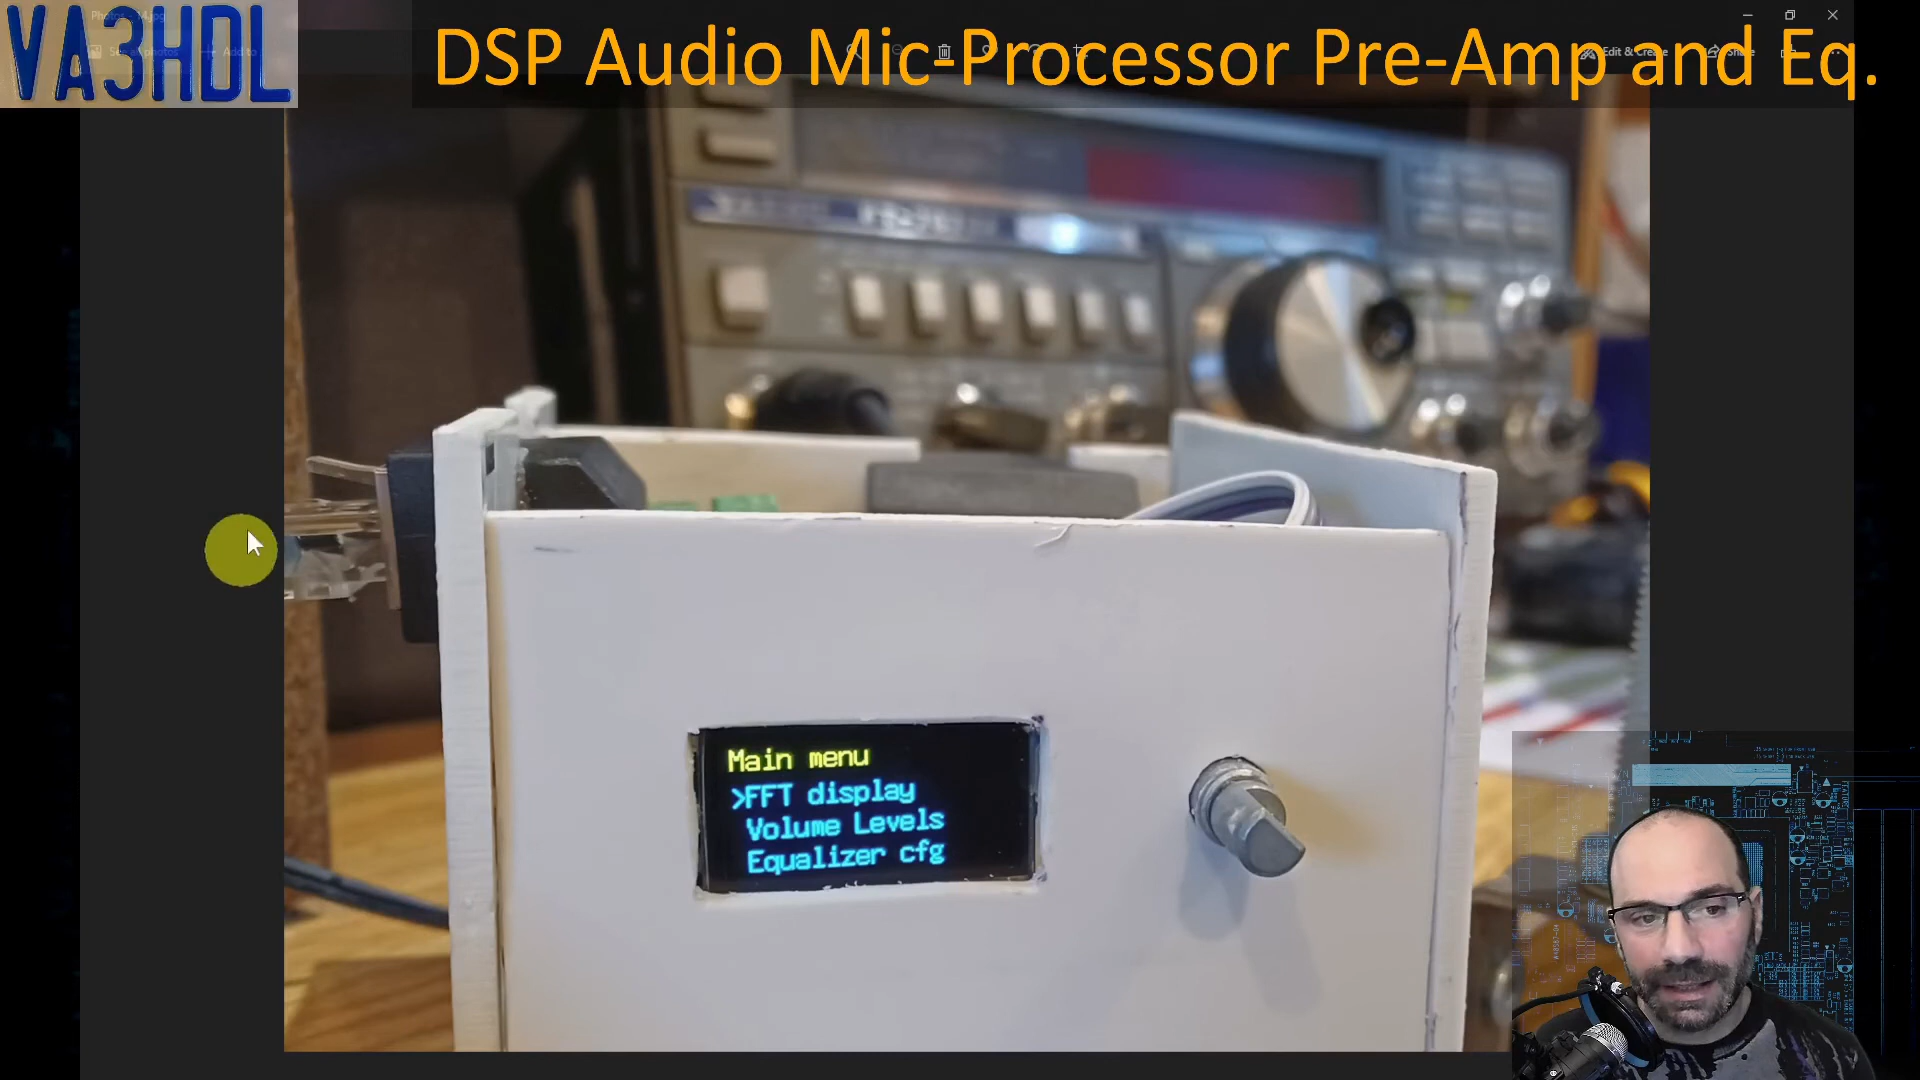 VA3HDL
DSP Audio Mic-Processor Pre-Amp and Eq.
Main menu
>FFT display
Volume Levels
Equalizer cfg